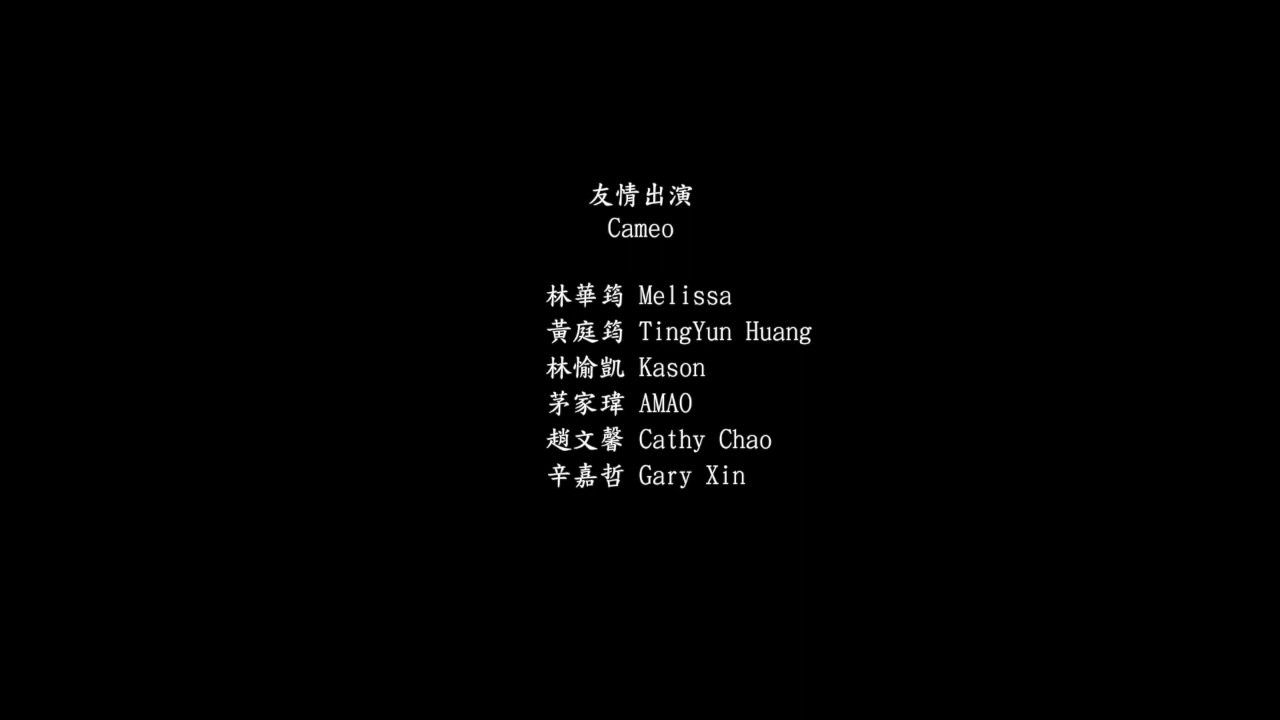 友情出演
Cameo
林華筠 Melissa
黃庭筠 TingYun Huang
林愉凱 Kason
茅家瑋 AMAO
趙文馨 Cathy Chao
辛嘉哲 Gary Xin